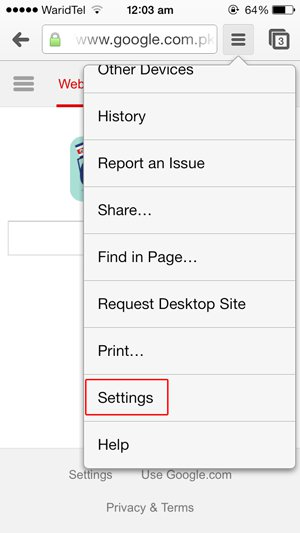 WaridTel 12:03 am 64%
www.google.com.pk
3
Other Devices
Web
History
Report an Issue
Share…
Find in Page…
Request Desktop Site
Print…
Settings
Help
Settings Use Google.com
Privacy & Terms